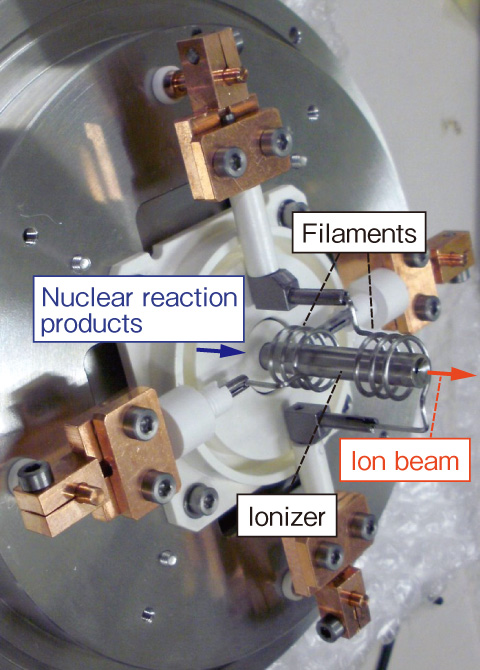 Filaments
Nuclear reaction
products
Ion beam
Ionizer